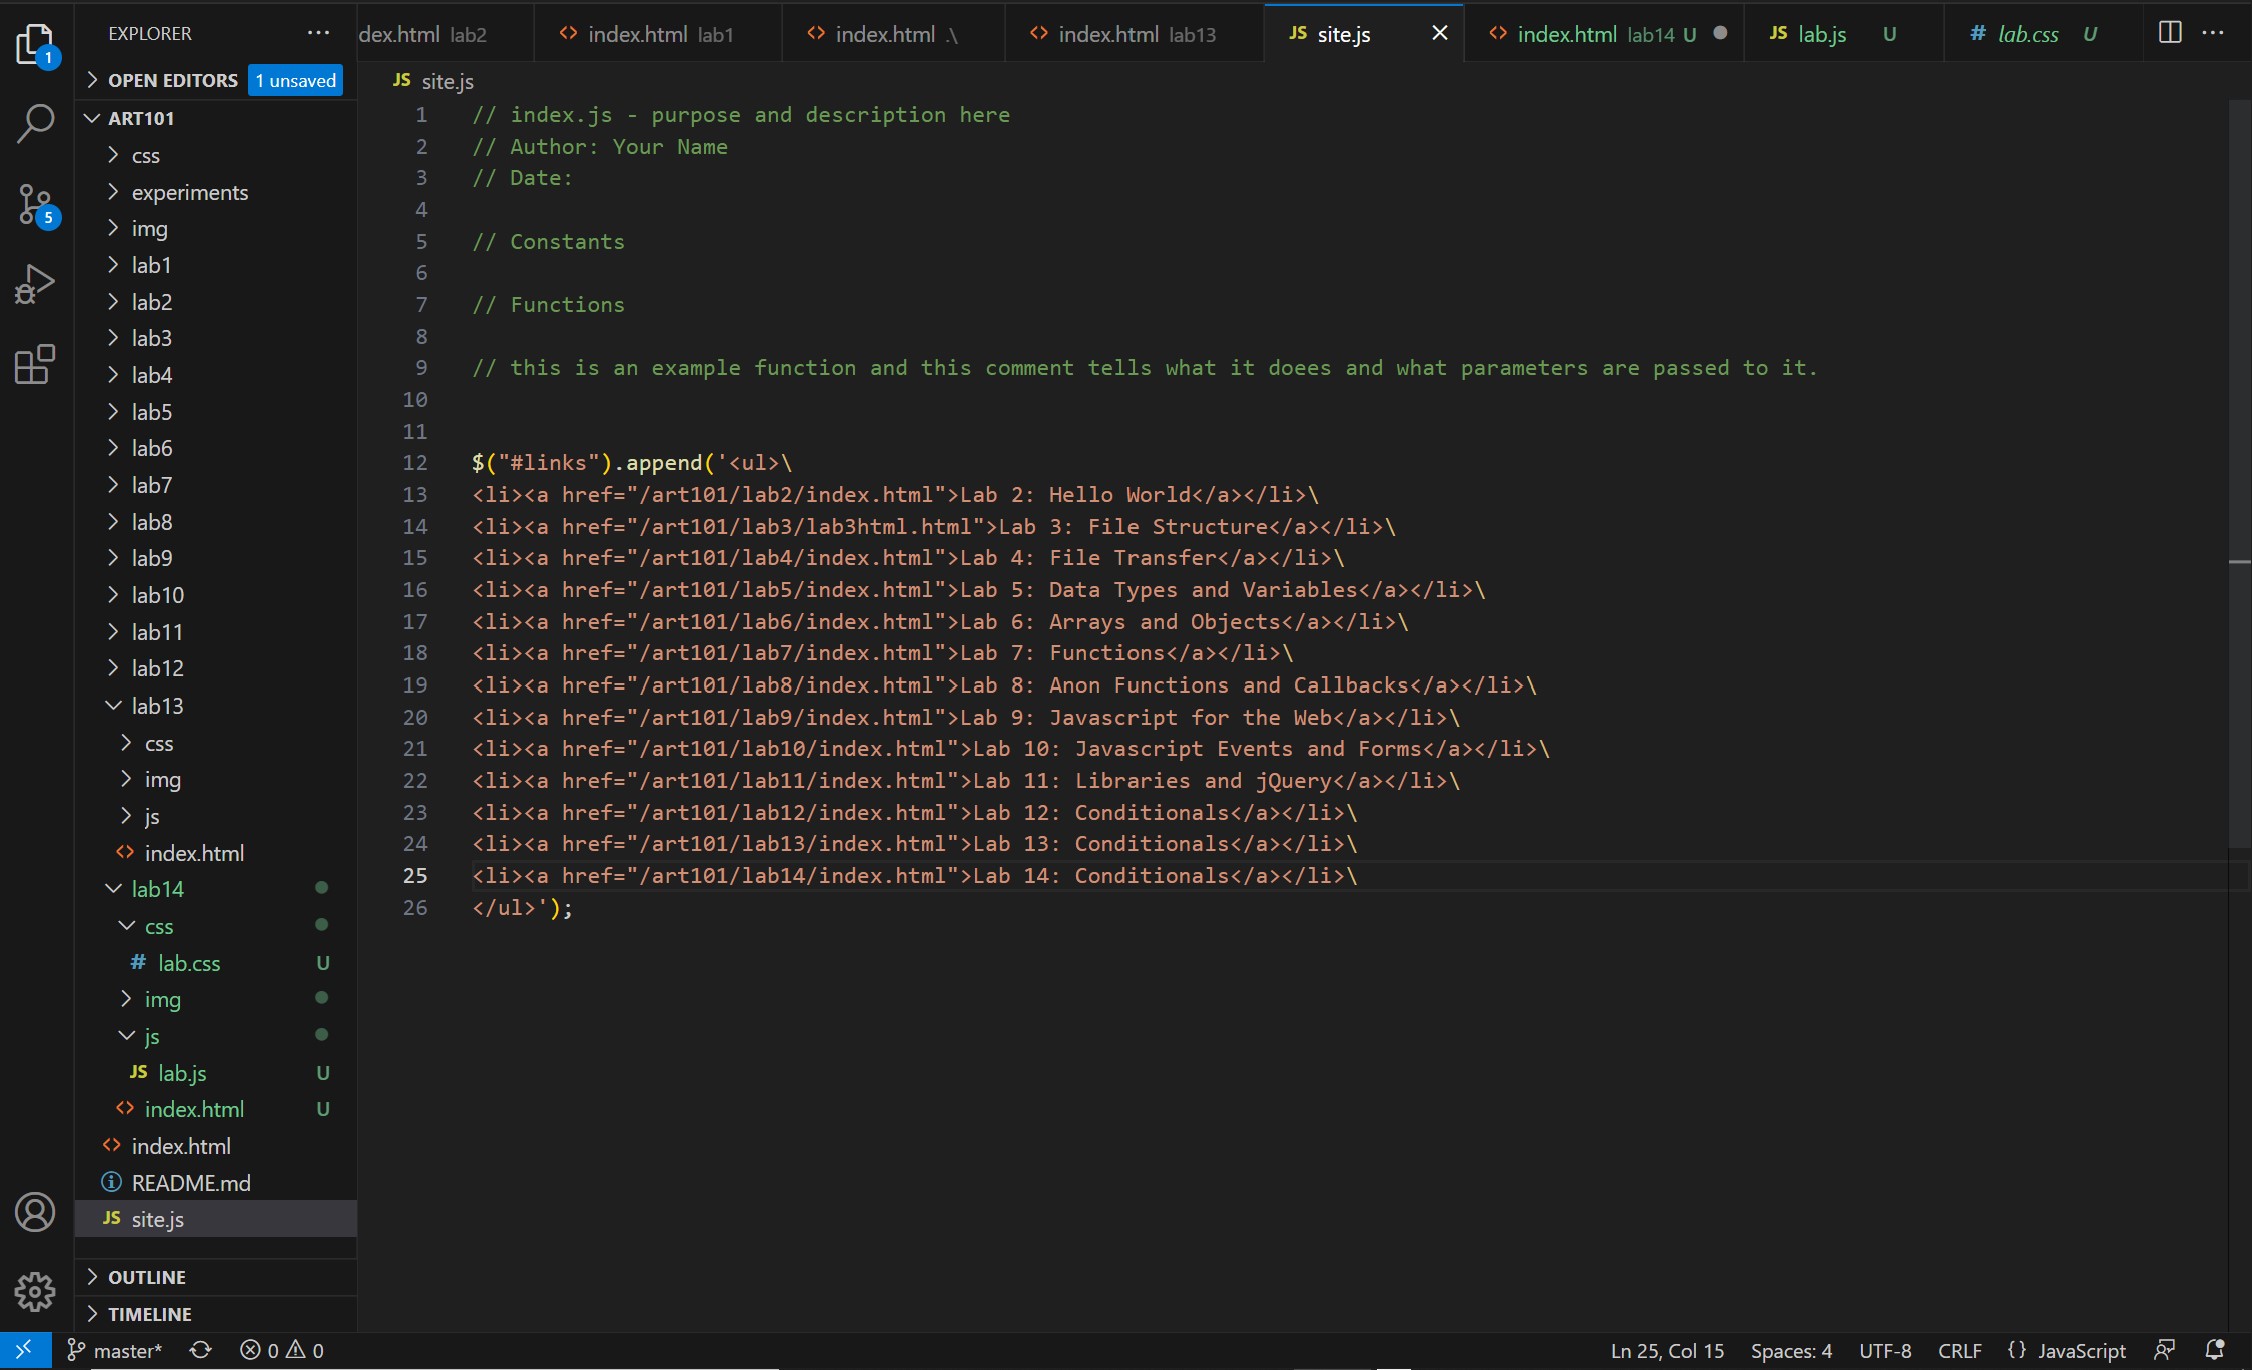 EXPLORER
OPEN EDITORS 1 unsaved
ART101
css
experiments
img
lab1
lab2
lab3
lab4
lab5
lab6
lab7
lab8
lab9
lab10
lab11
lab12
lab13
css
img
js
index.html
lab14
css
lab.css U
img
js
lab.js U
index.html U
index.html
README.md
site.js
OUTLINE
TIMELINE
1
5
dex.html lab2
index.html lab1
index.html .\
index.html lab13
JS site.js
index.html lab14 U
JS lab.js U
# lab.css U
JS site.js
1 // index.js - purpose and description here
2 // Author: Your Name
3 // Date:
4
5 // Constants
6
7 // Functions
8
9 // this is an example function and this comment tells what it doees and what parameters are passed to it.
10
11
12 $("#links").append('<ul>\
13 <li><a href="/art101/lab2/index.html">Lab 2: Hello World</a></li>\
14 <li><a href="/art101/lab3/lab3html.html">Lab 3: File Structure</a></li>\
15 <li><a href="/art101/lab4/index.html">Lab 4: File Transfer</a></li>\
16 <li><a href="/art101/lab5/index.html">Lab 5: Data Types and Variables</a></li>\
17 <li><a href="/art101/lab6/index.html">Lab 6: Arrays and Objects</a></li>\
18 <li><a href="/art101/lab7/index.html">Lab 7: Functions</a></li>\
19 <li><a href="/art101/lab8/index.html">Lab 8: Anon Functions and Callbacks</a></li>\
20 <li><a href="/art101/lab9/index.html">Lab 9: Javascript for the Web</a></li>\
21 <li><a href="/art101/lab10/index.html">Lab 10: Javascript Events and Forms</a></li>\
22 <li><a href="/art101/lab11/index.html">Lab 11: Libraries and jQuery</a></li>\
23 <li><a href="/art101/lab12/index.html">Lab 12: Conditionals</a></li>\
24 <li><a href="/art101/lab13/index.html">Lab 13: Conditionals</a></li>\
25 <li><a href="/art101/lab14/index.html">Lab 14: Conditionals</a></li>\
26 </ul>');
master* 0 0 Ln 25, Col 15 Spaces: 4 UTF-8 CRLF {} JavaScript